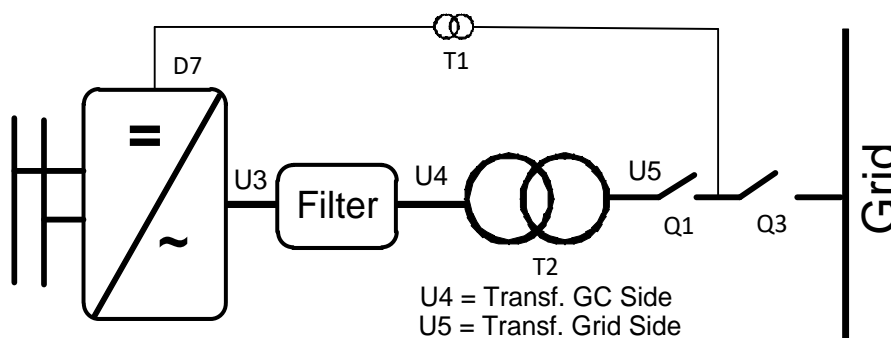 T1
D7
=
~
U3
Filter
U4
T2
U5
Q1
Q3
Grid
U4 = Transf. GC Side
U5 = Transf. Grid Side